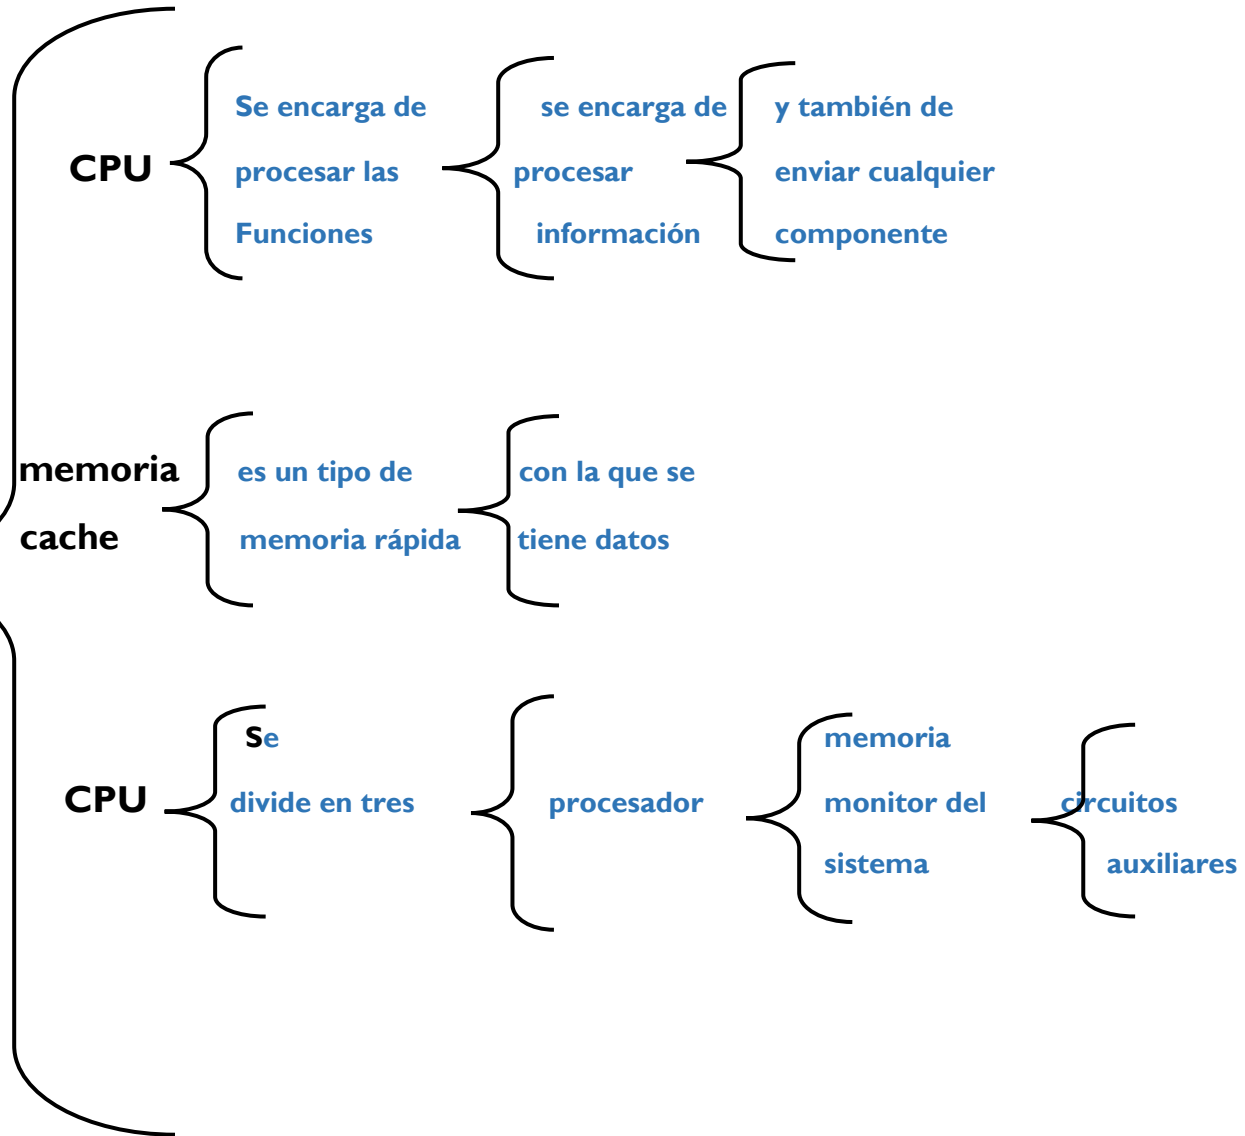 CPU
Se encarga de
procesar las
Funciones
se encarga de
procesar
información
y también de
enviar cualquier
componente
memoria
cache
es un tipo de
memoria rápida
con la que se
tiene datos
CPU
Se
divide en tres
procesador
memoria
monitor del
sistema
circuitos
auxiliares